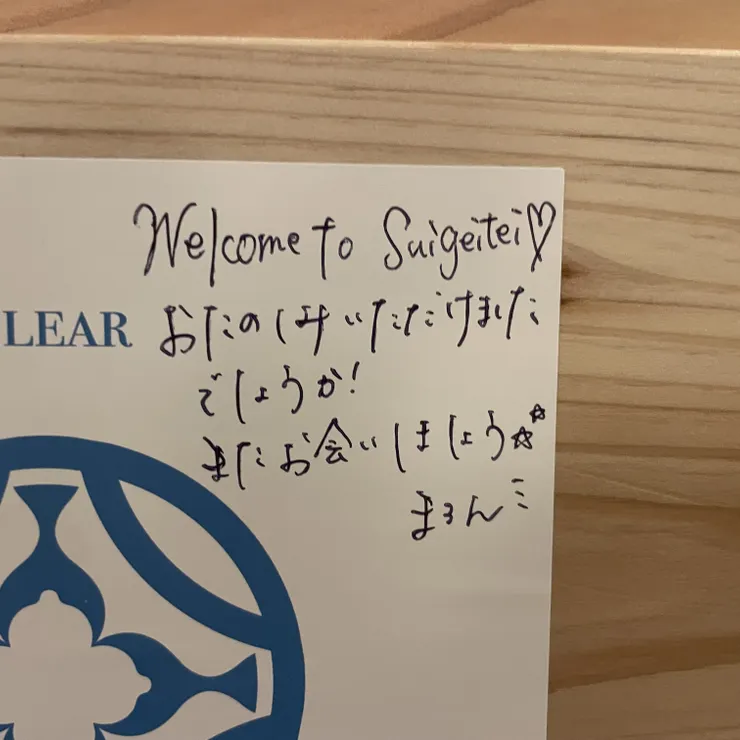 Welcome to Suigeitei♡
LEAR
おたのしみいただけました
でしょうか!
またお会いしましょう☆☆
まろん